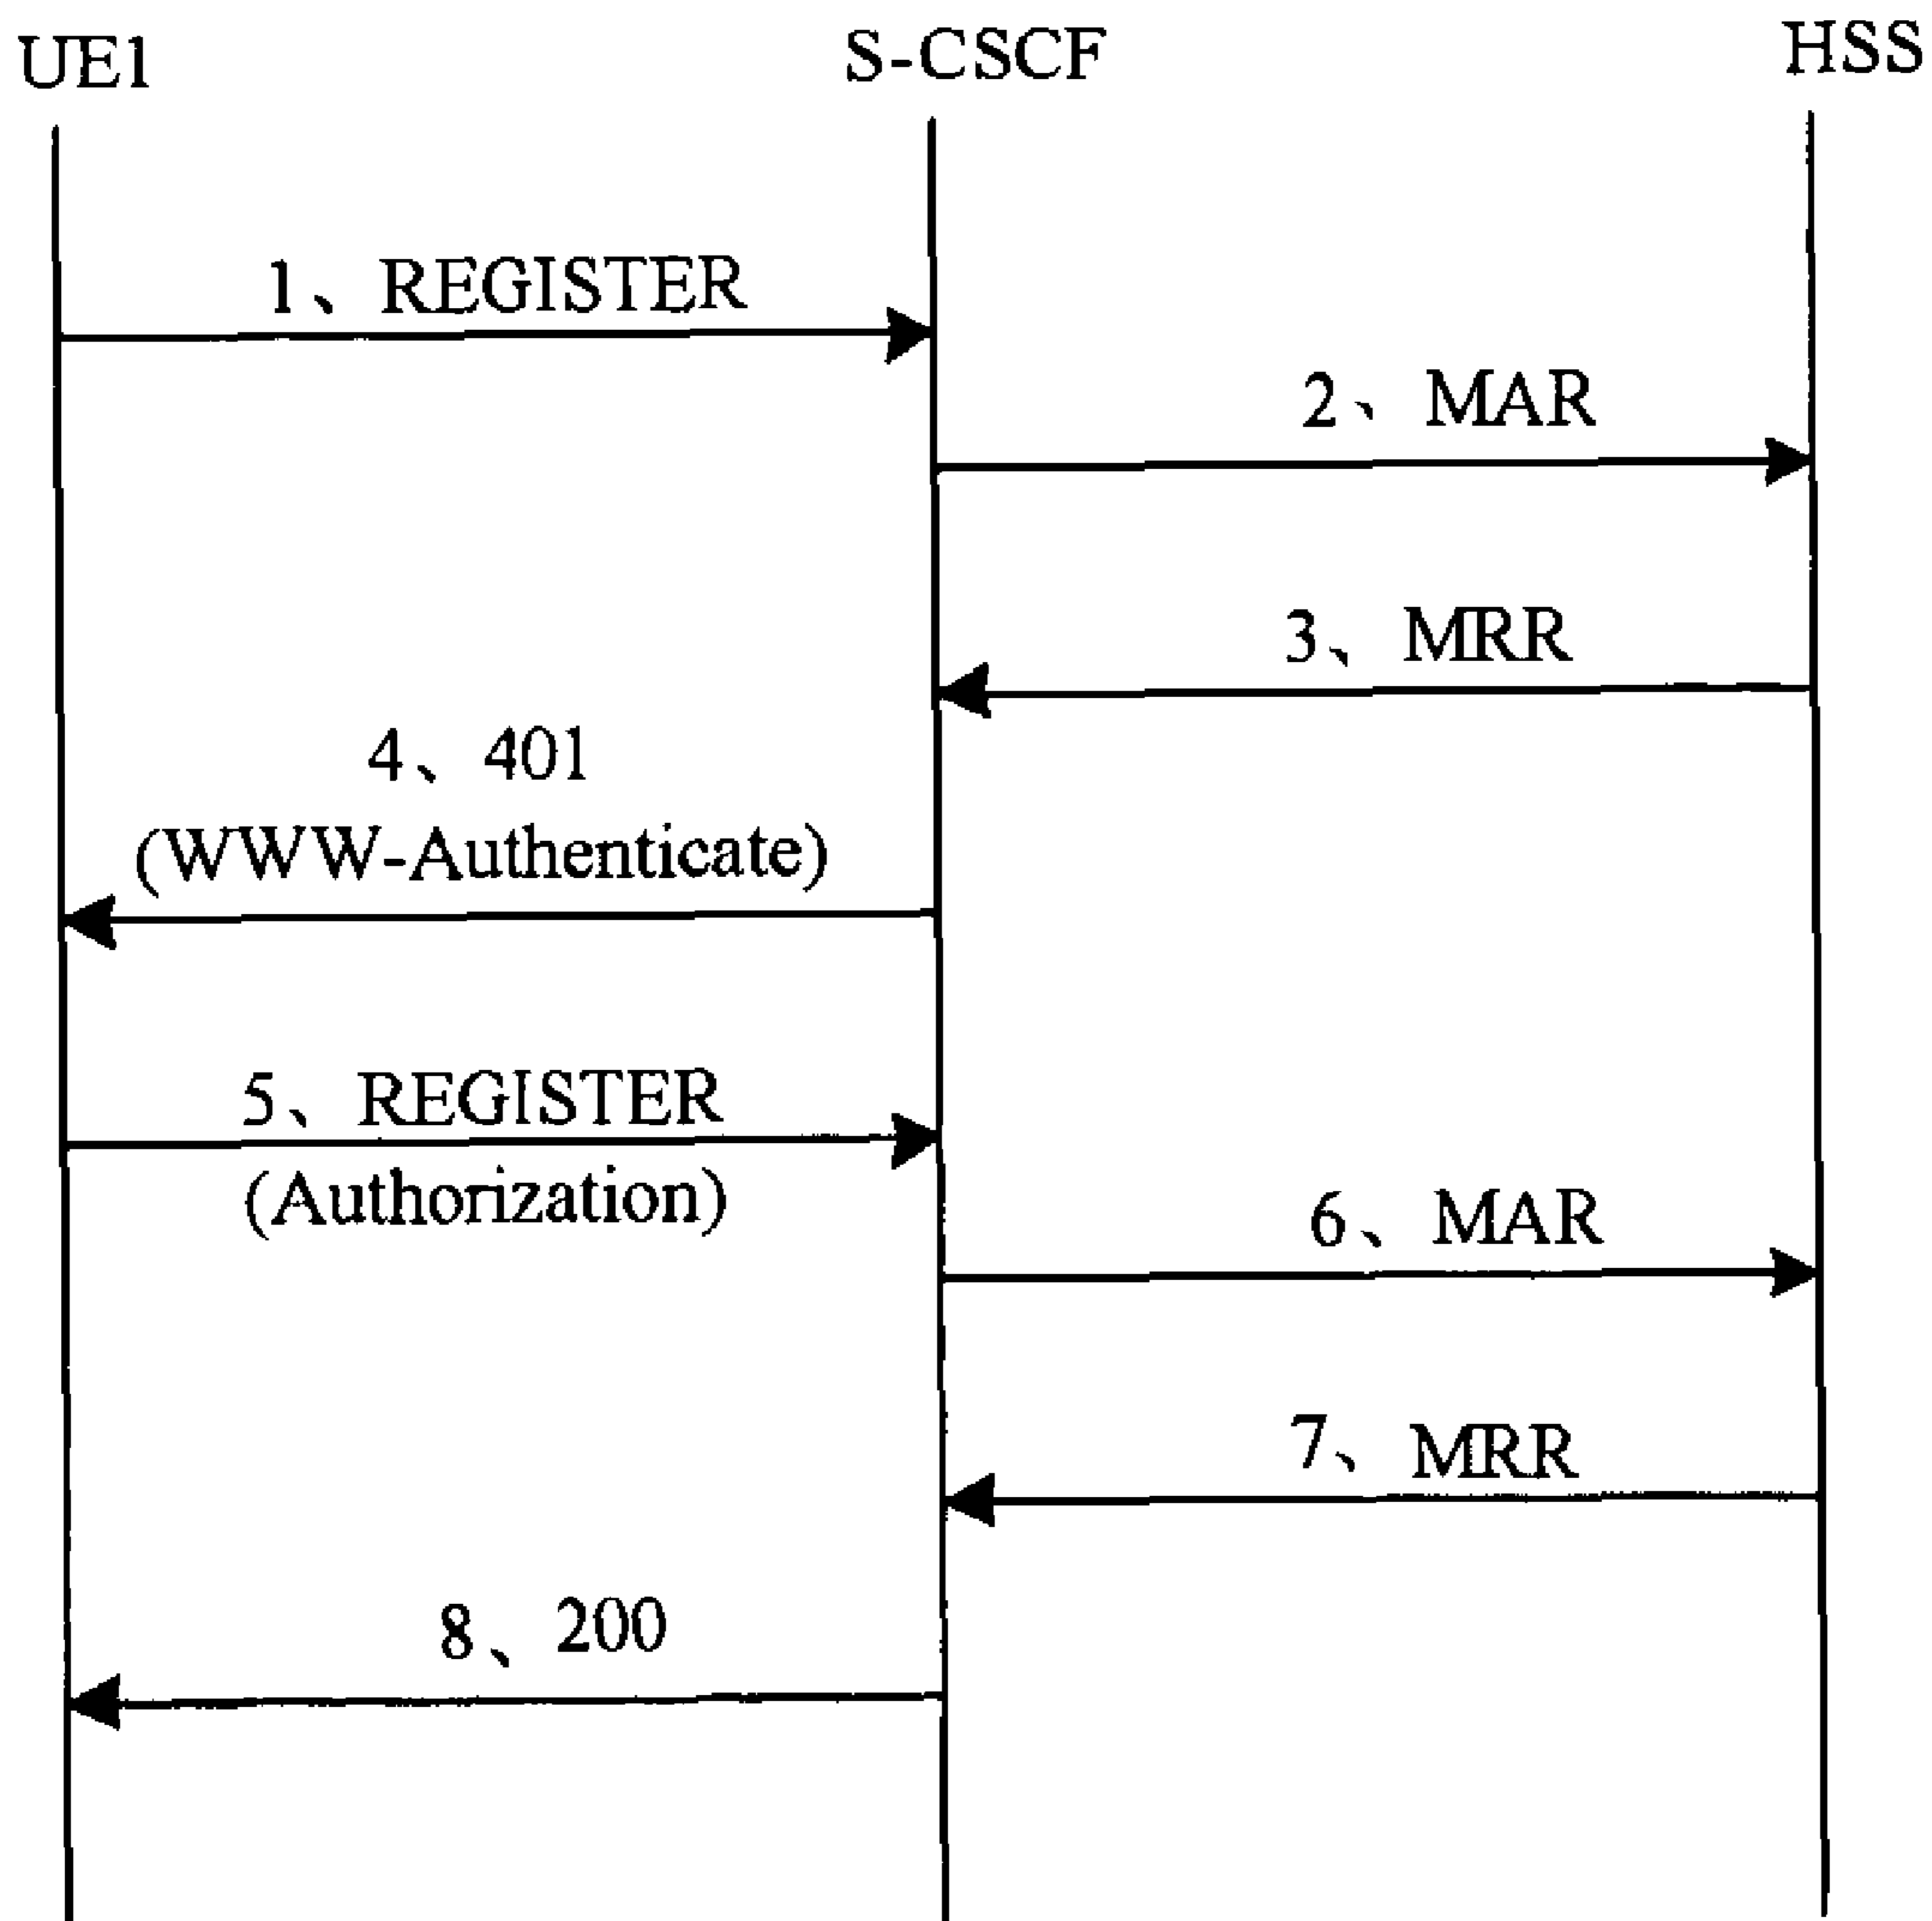 UE1
S-CSCF
HSS
1、REGISTER
2、MAR
3、MRR
4、401
(WWW-Authenticate)
5、REGISTER
(Authorization)
6、MAR
7、MRR
8、200